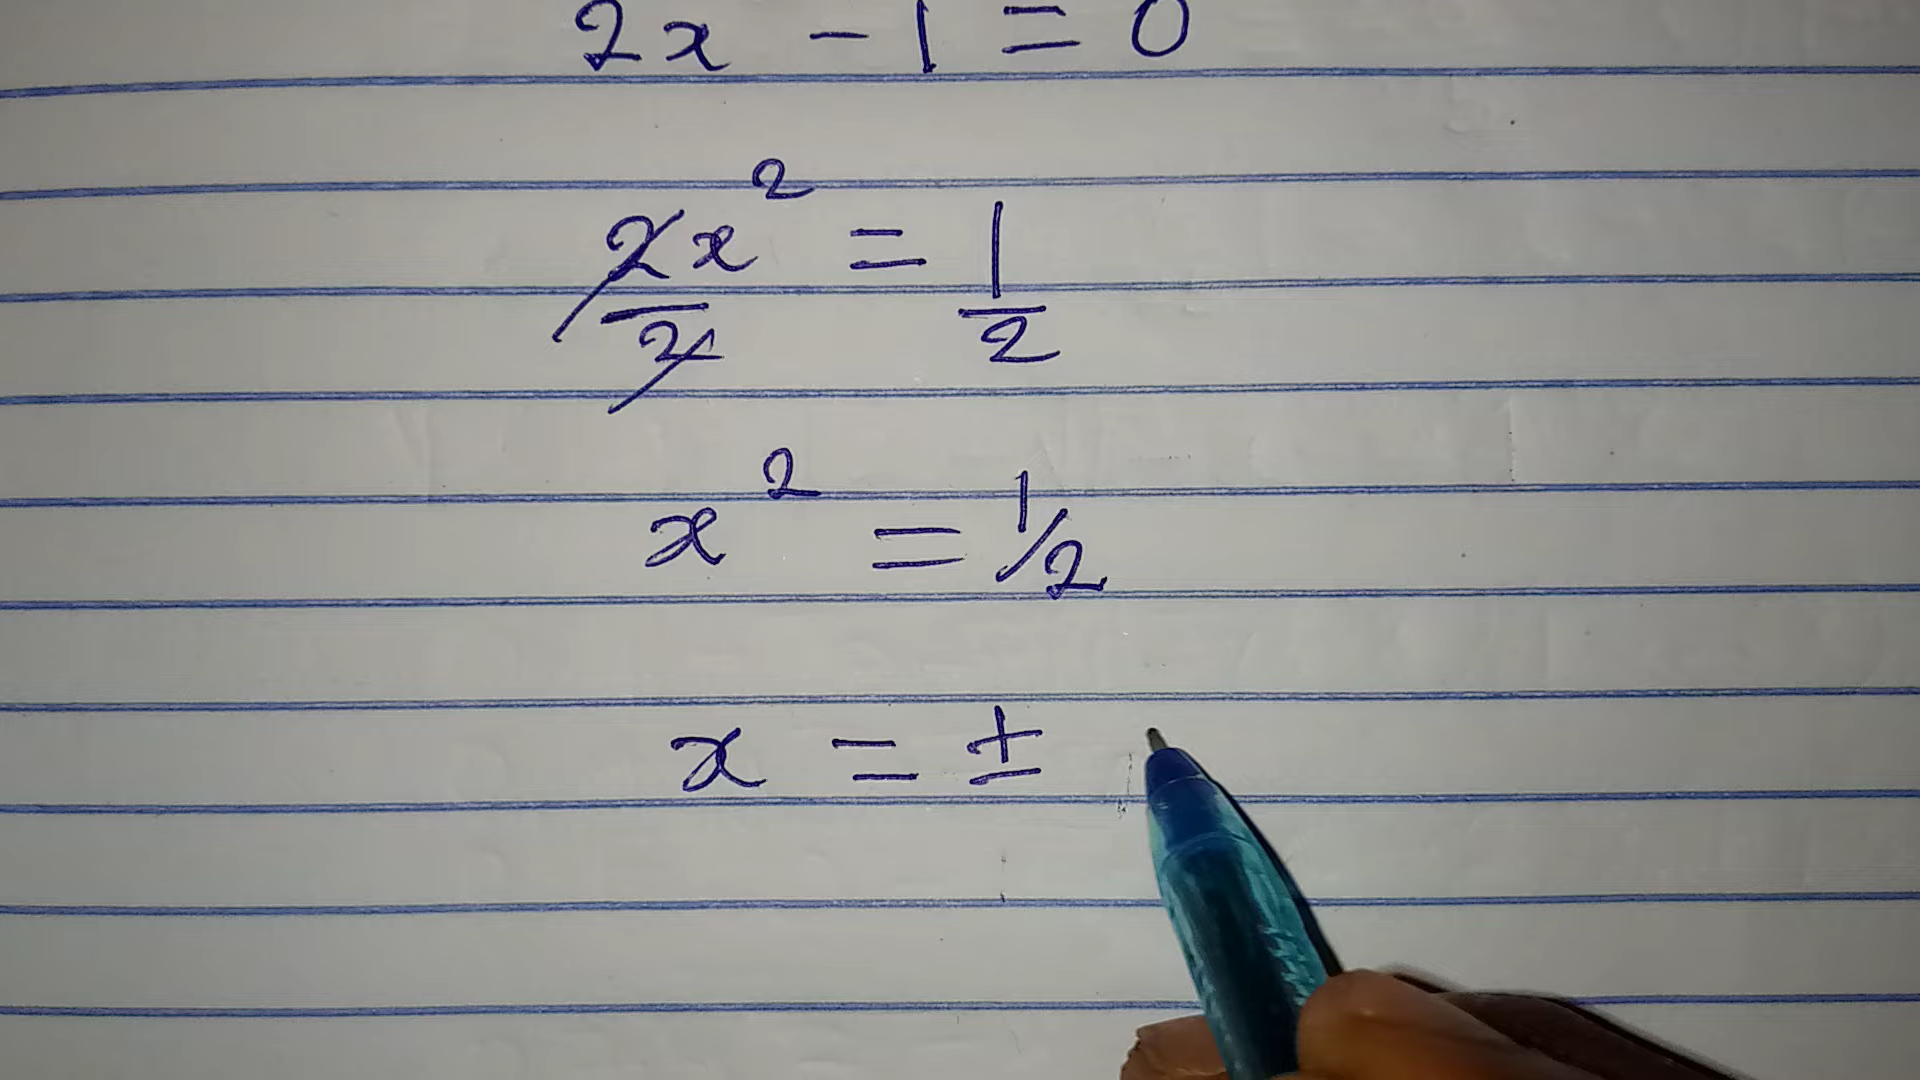 2x - 1 = 0
2x² / 2 = 1 / 2
x² = 1/2
x = ±